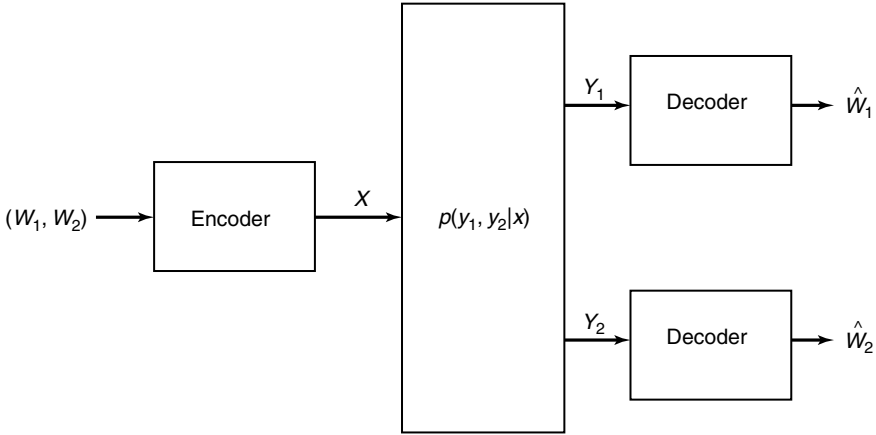 (W₁, W₂)
Encoder
X
p(y₁, y₂|x)
Y₁
Decoder
Ŵ₁
Y₂
Decoder
Ŵ₂